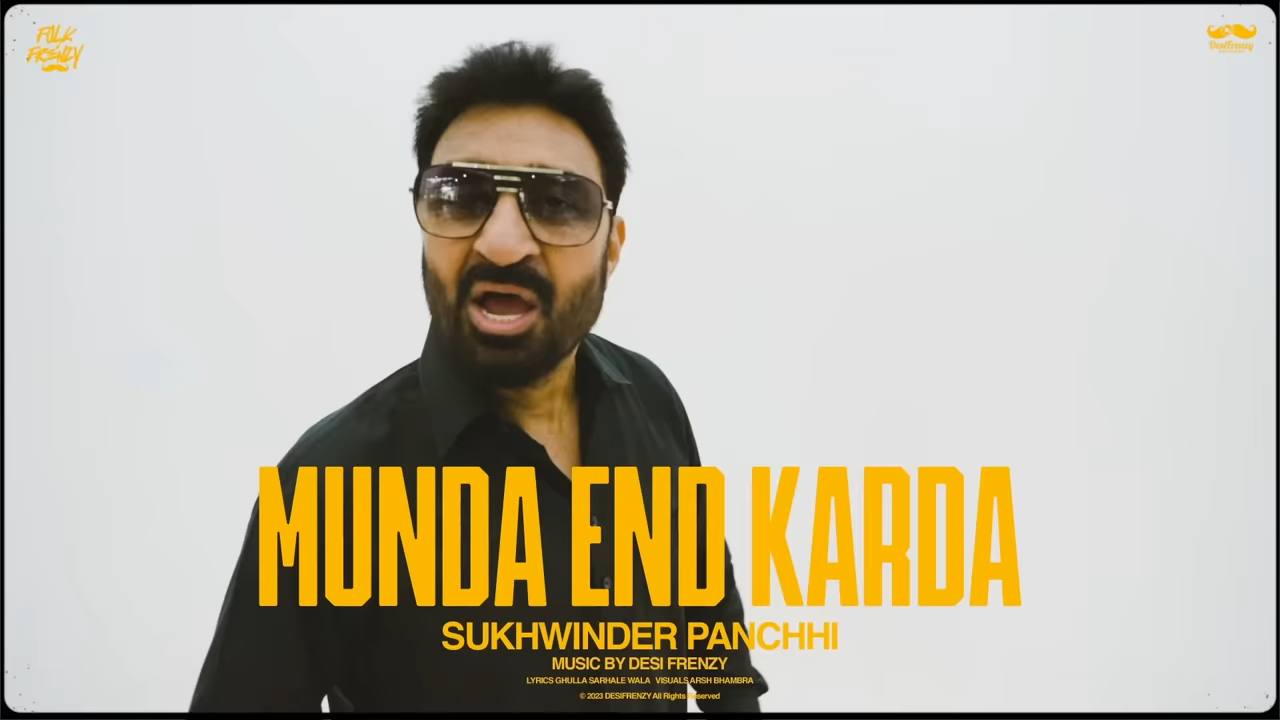 FOLK
FRENZY
DesiFrenzy
MUNDA END KARDA
SUKHWINDER PANCHHI
MUSIC BY DESI FRENZY
LYRICS GHULLA SARHALE WALA VISUALS ARSH BHAMBRA
© 2023 DESIFRENZY All Rights Reserved